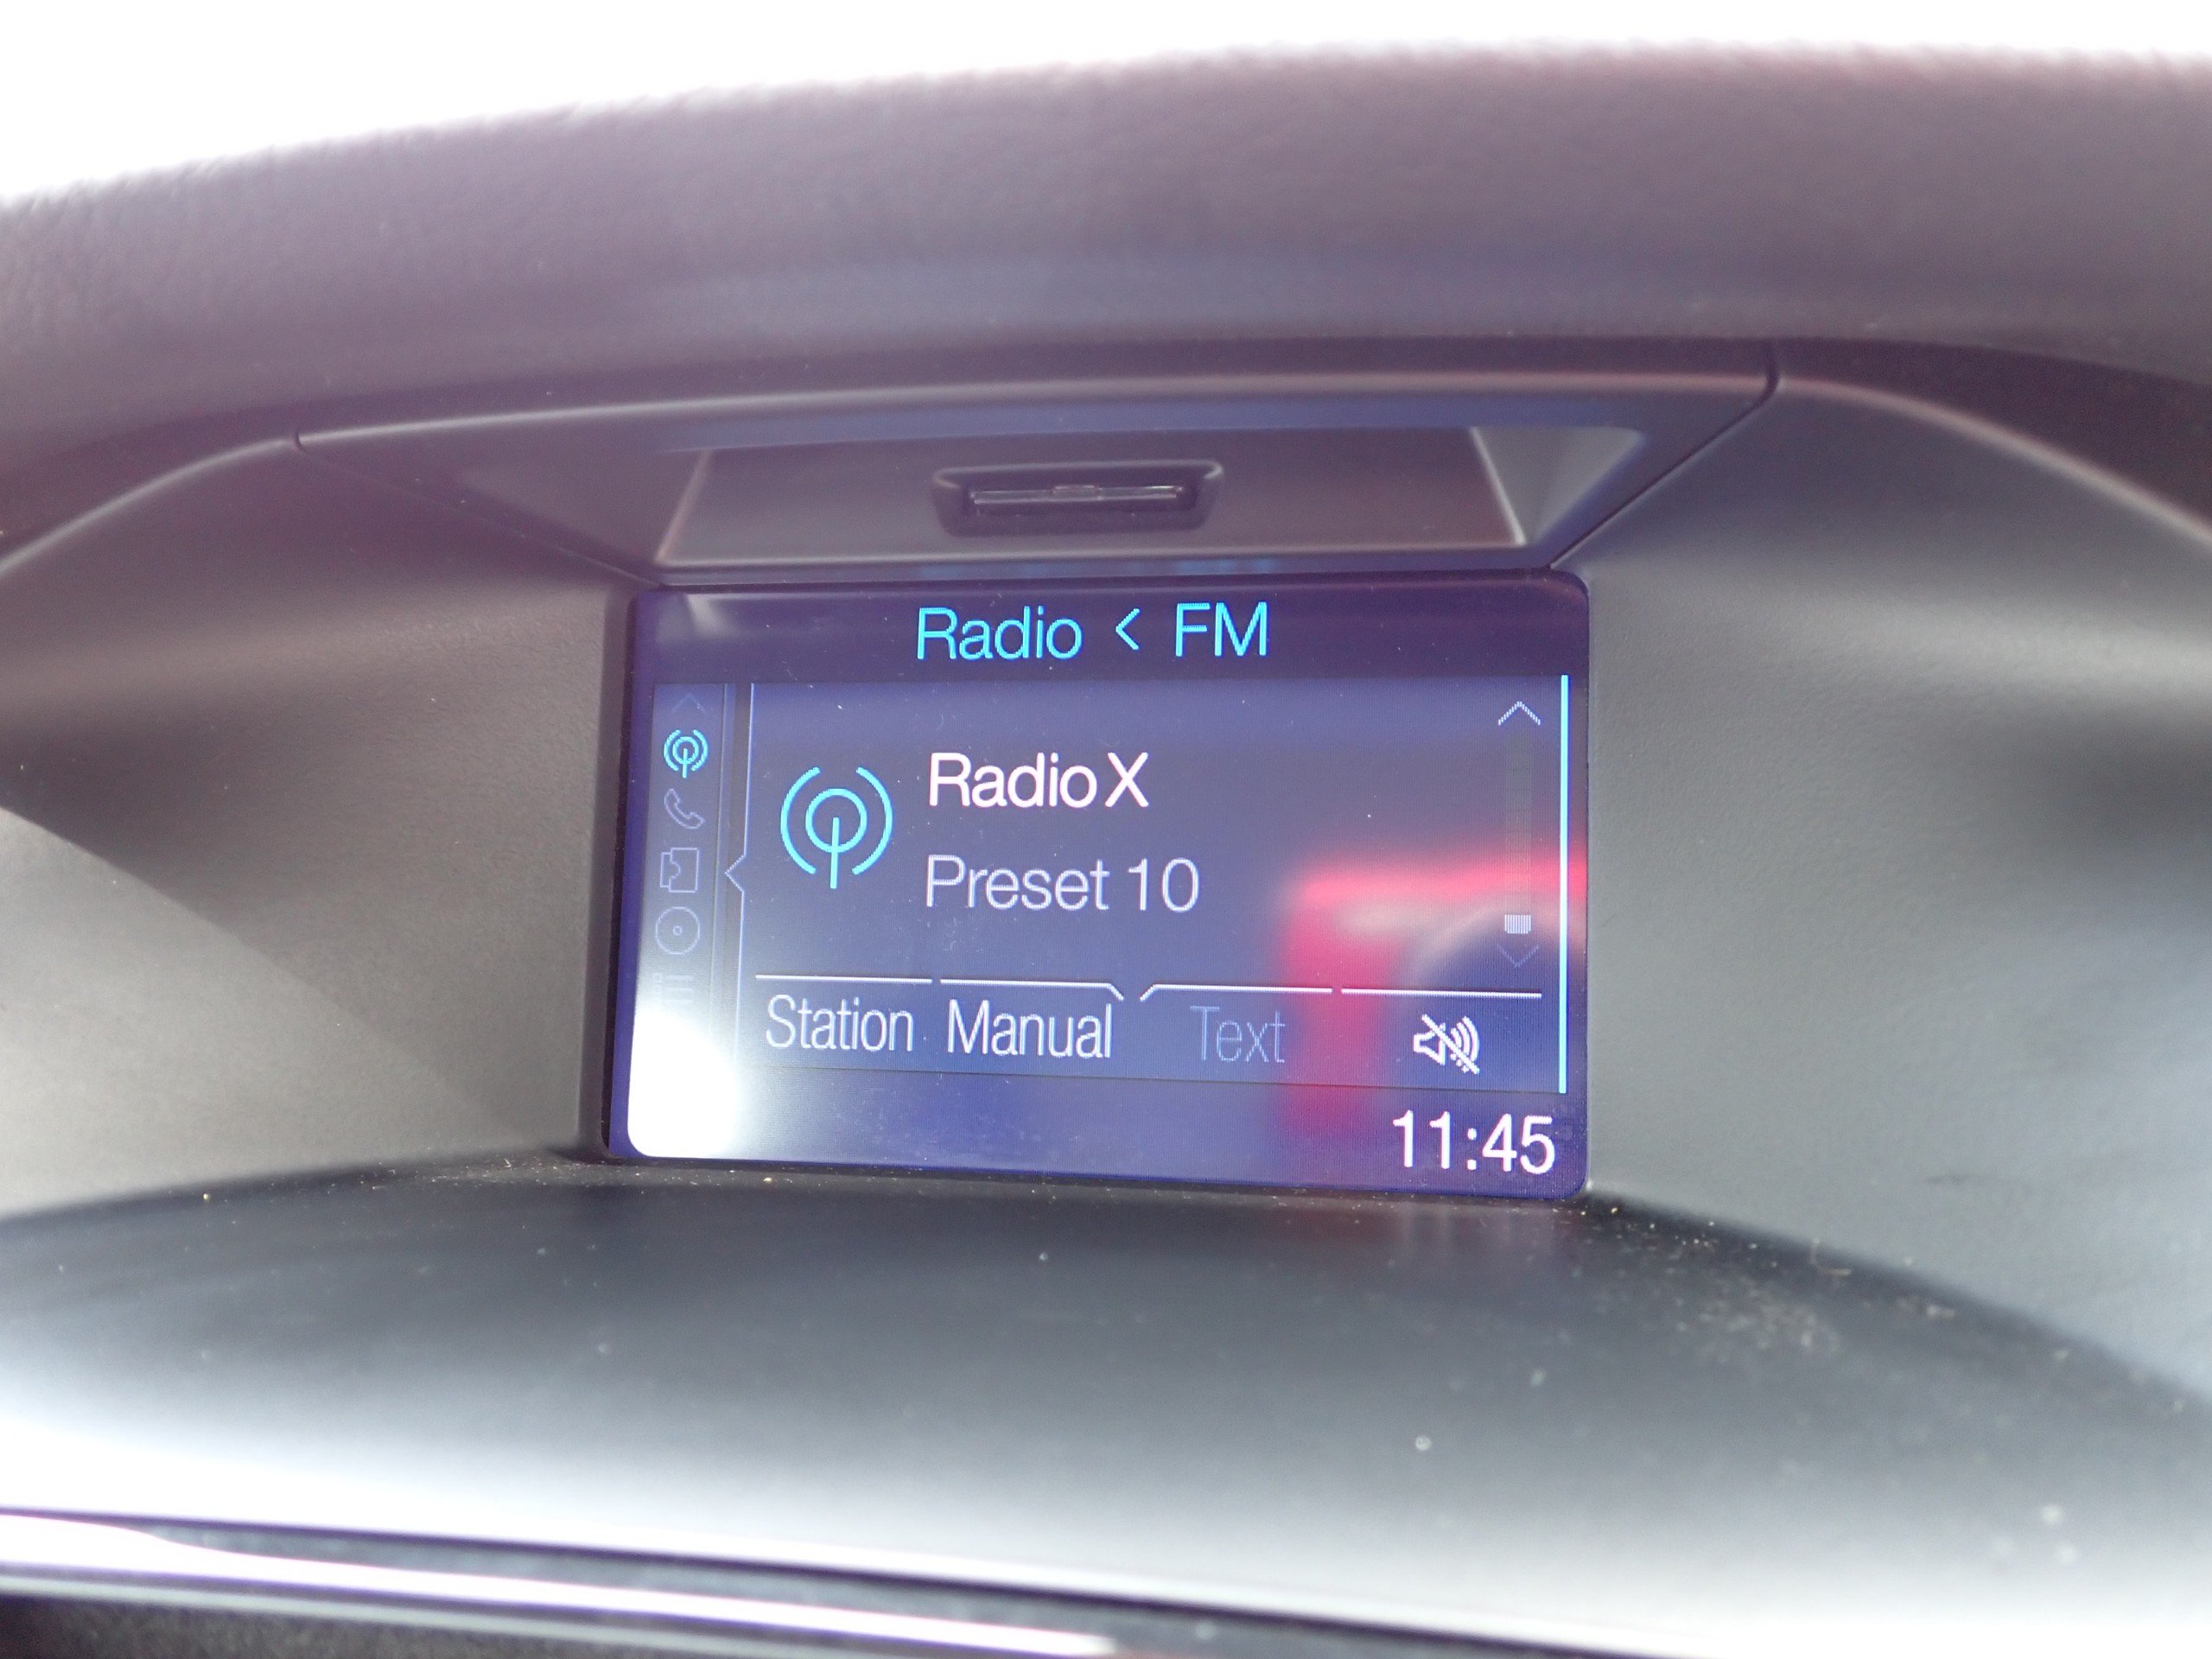 Radio < FM
Radio X
Preset 10
Station Manual Text
11:45